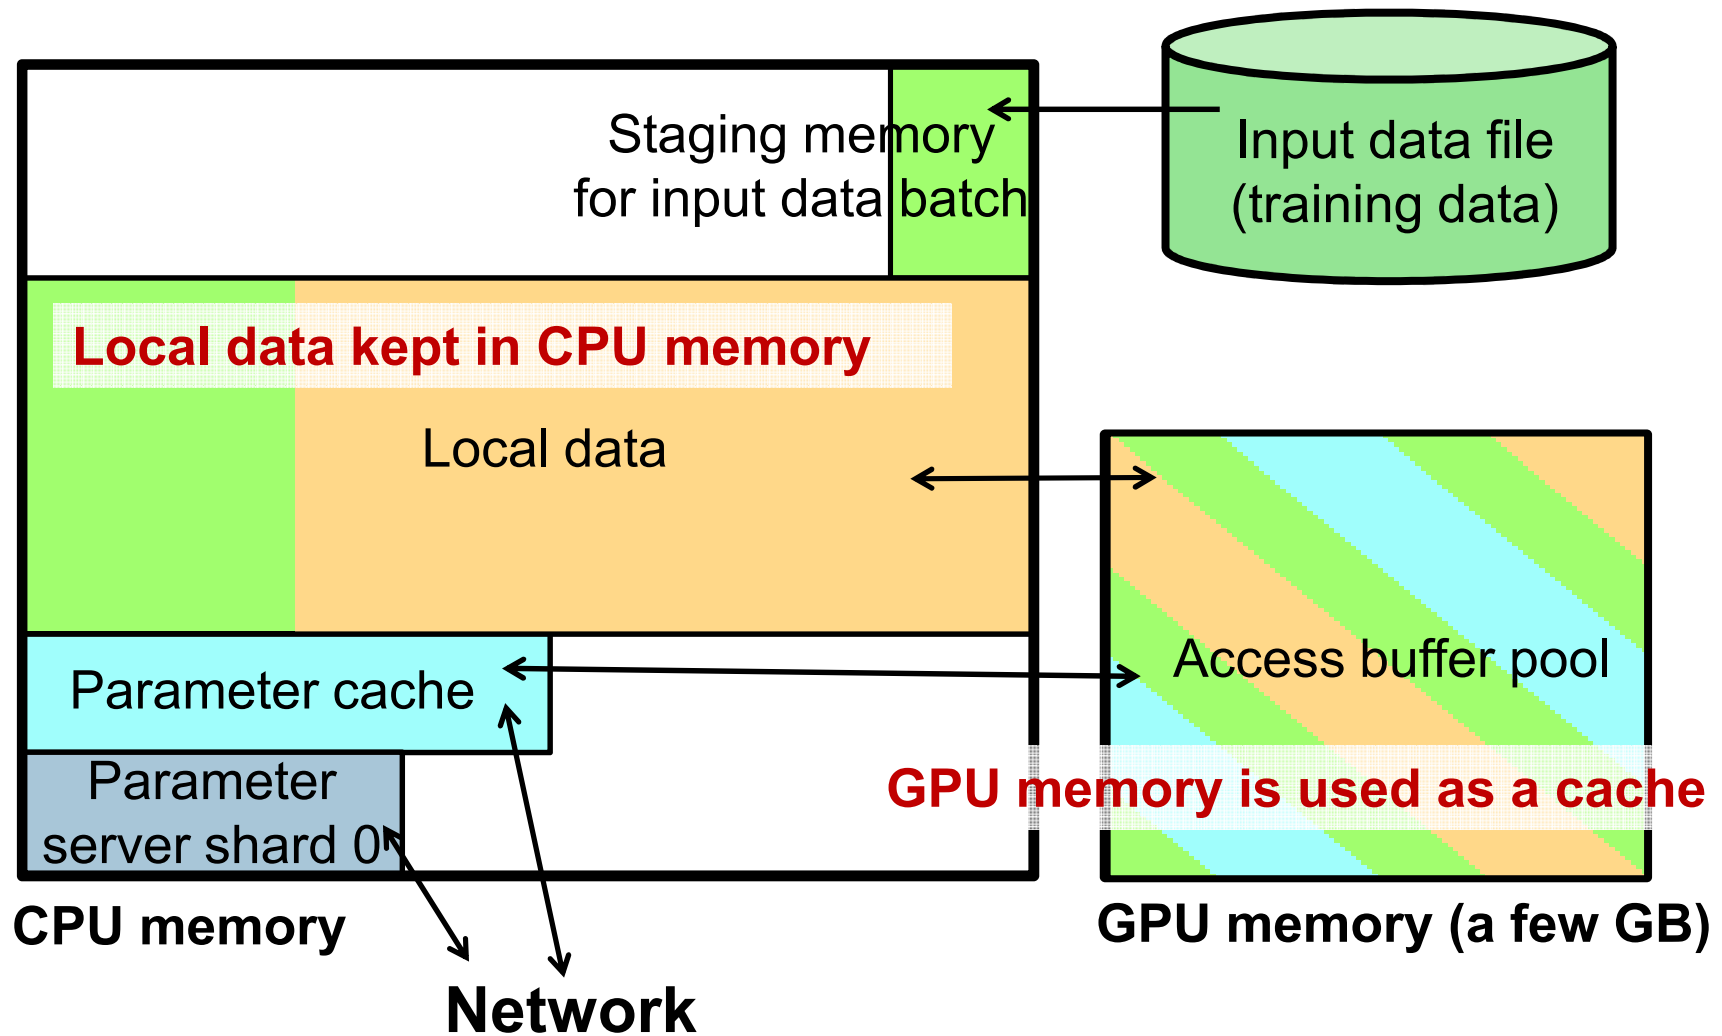 Staging memory
for input data batch
Input data file
(training data)
Local data kept in CPU memory
Local data
Parameter cache
Access buffer pool
Parameter
server shard 0
GPU memory is used as a cache
CPU memory
GPU memory (a few GB)
Network